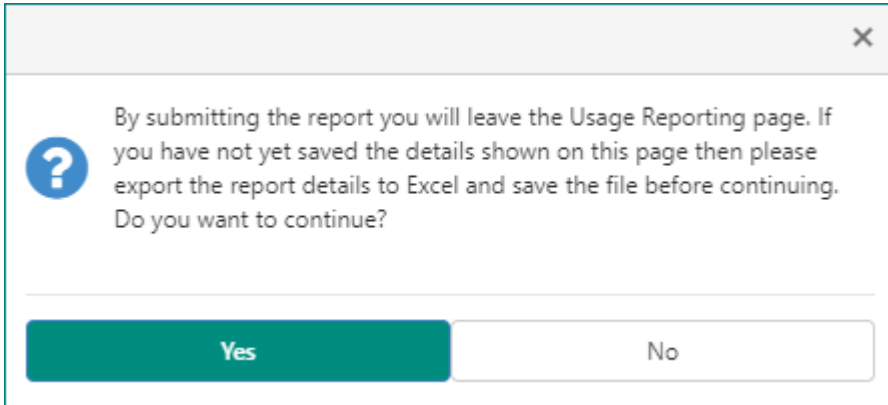 By submitting the report you will leave the Usage Reporting page. If
you have not yet saved the details shown on this page then please
export the report details to Excel and save the file before continuing.
Do you want to continue?
Yes
No